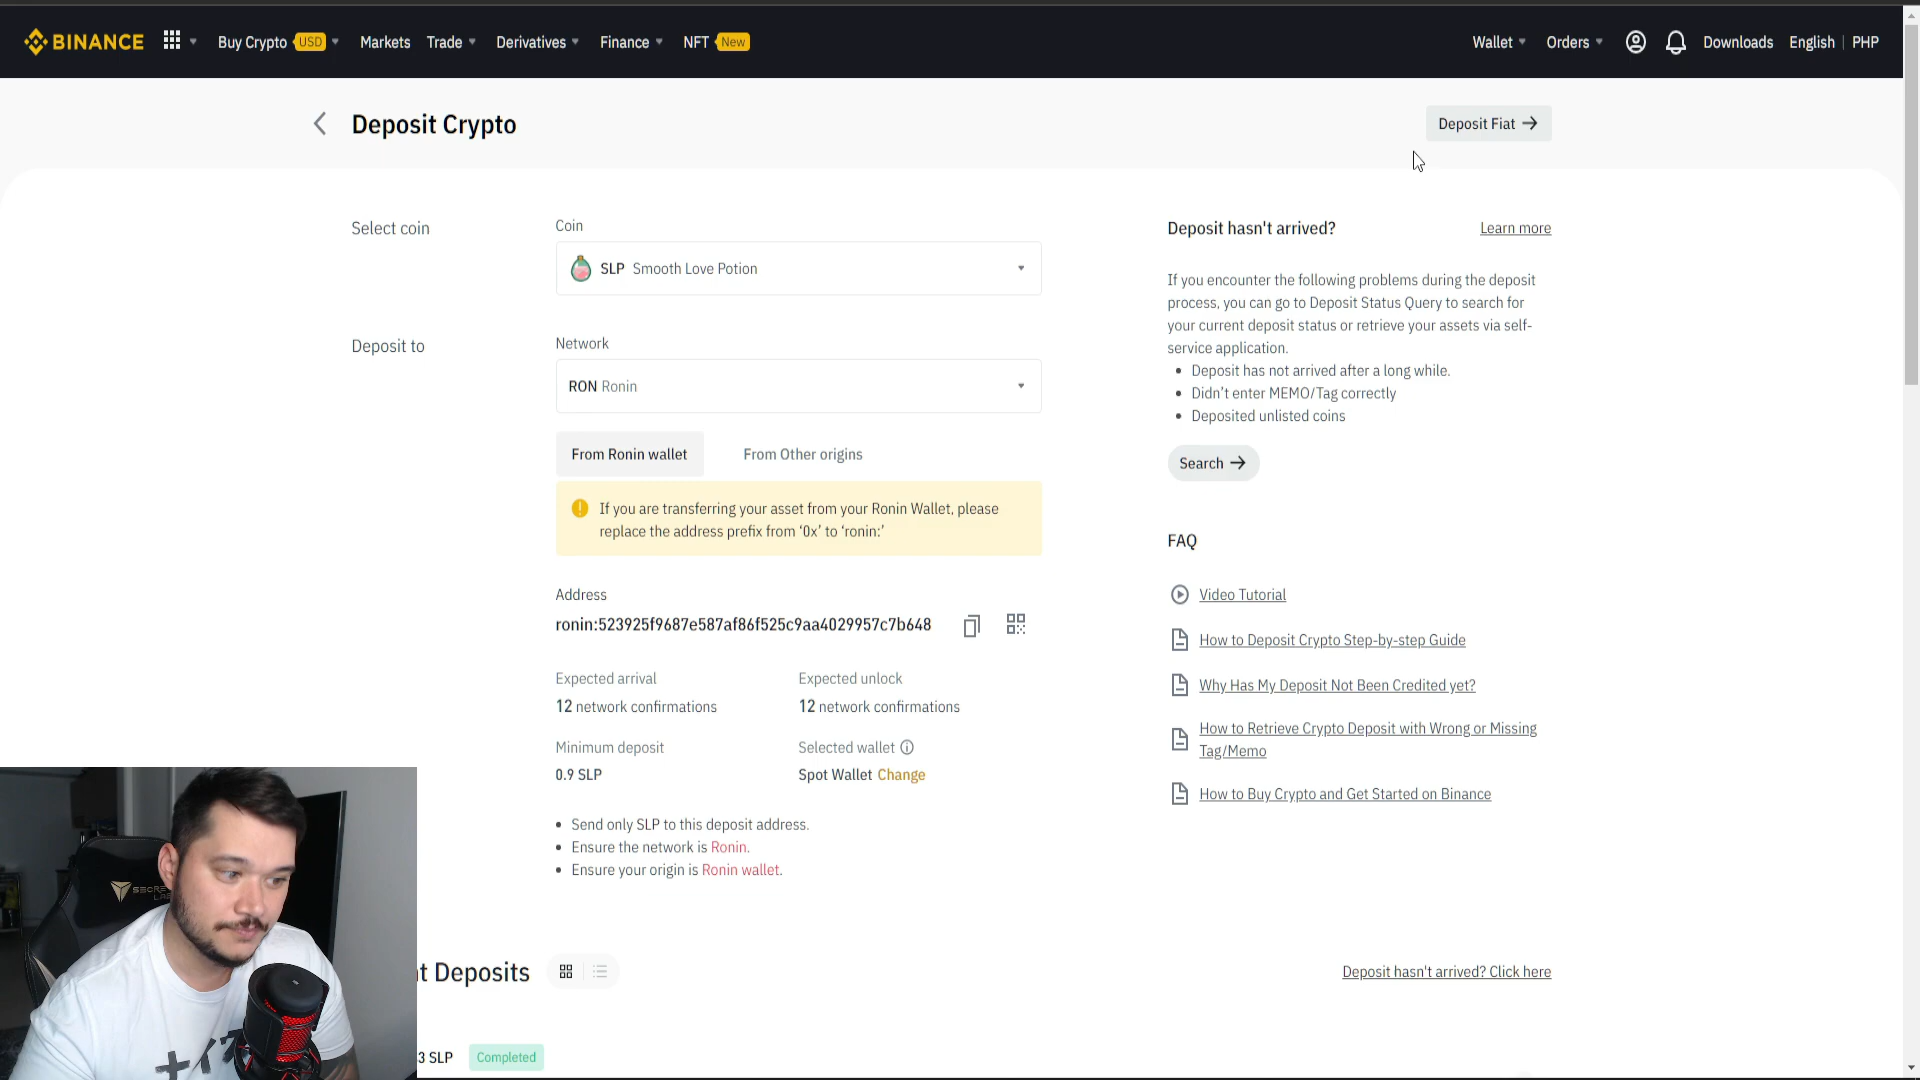 BINANCE
Buy Crypto USD
Markets
Trade
Derivatives
Finance
NFT New
Wallet
Orders
Downloads
English | PHP
Deposit Crypto
Deposit Fiat →
Select coin
Coin
SLP Smooth Love Potion
Deposit to
Network
RON Ronin
From Ronin wallet
From Other origins
If you are transferring your asset from your Ronin Wallet, please
replace the address prefix from ‘0x’ to ‘ronin:’
Address
ronin:523925f9687e587af86f525c9aa4029957c7b648
Expected arrival
12 network confirmations
Expected unlock
12 network confirmations
Minimum deposit
0.9 SLP
Selected wallet
Spot Wallet Change
Send only SLP to this deposit address.
Ensure the network is Ronin.
Ensure your origin is Ronin wallet.
Deposit hasn't arrived?
Learn more
If you encounter the following problems during the deposit
process, you can go to Deposit Status Query to search for
your current deposit status or retrieve your assets via self-
service application.
Deposit has not arrived after a long while.
Didn’t enter MEMO/Tag correctly
Deposited unlisted coins
Search →
FAQ
Video Tutorial
How to Deposit Crypto Step-by-step Guide
Why Has My Deposit Not Been Credited yet?
How to Retrieve Crypto Deposit with Wrong or Missing
Tag/Memo
How to Buy Crypto and Get Started on Binance
t Deposits
Deposit hasn't arrived? Click here
3 SLP
Completed